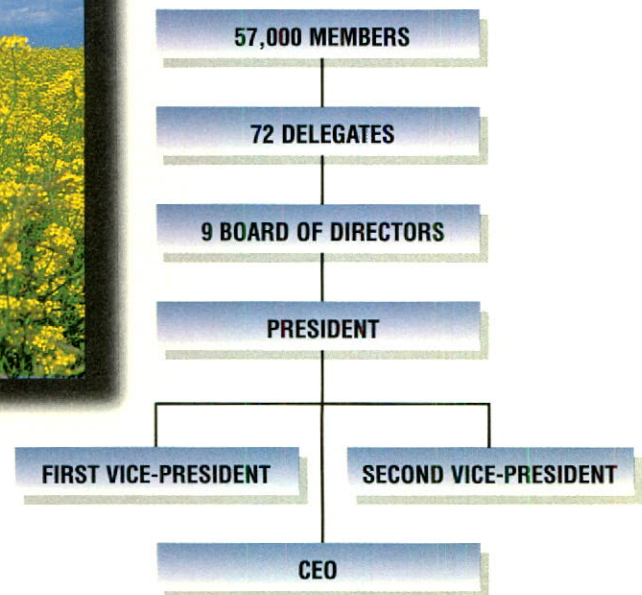 57,000 MEMBERS
72 DELEGATES
9 BOARD OF DIRECTORS
PRESIDENT
FIRST VICE-PRESIDENT
SECOND VICE-PRESIDENT
CEO